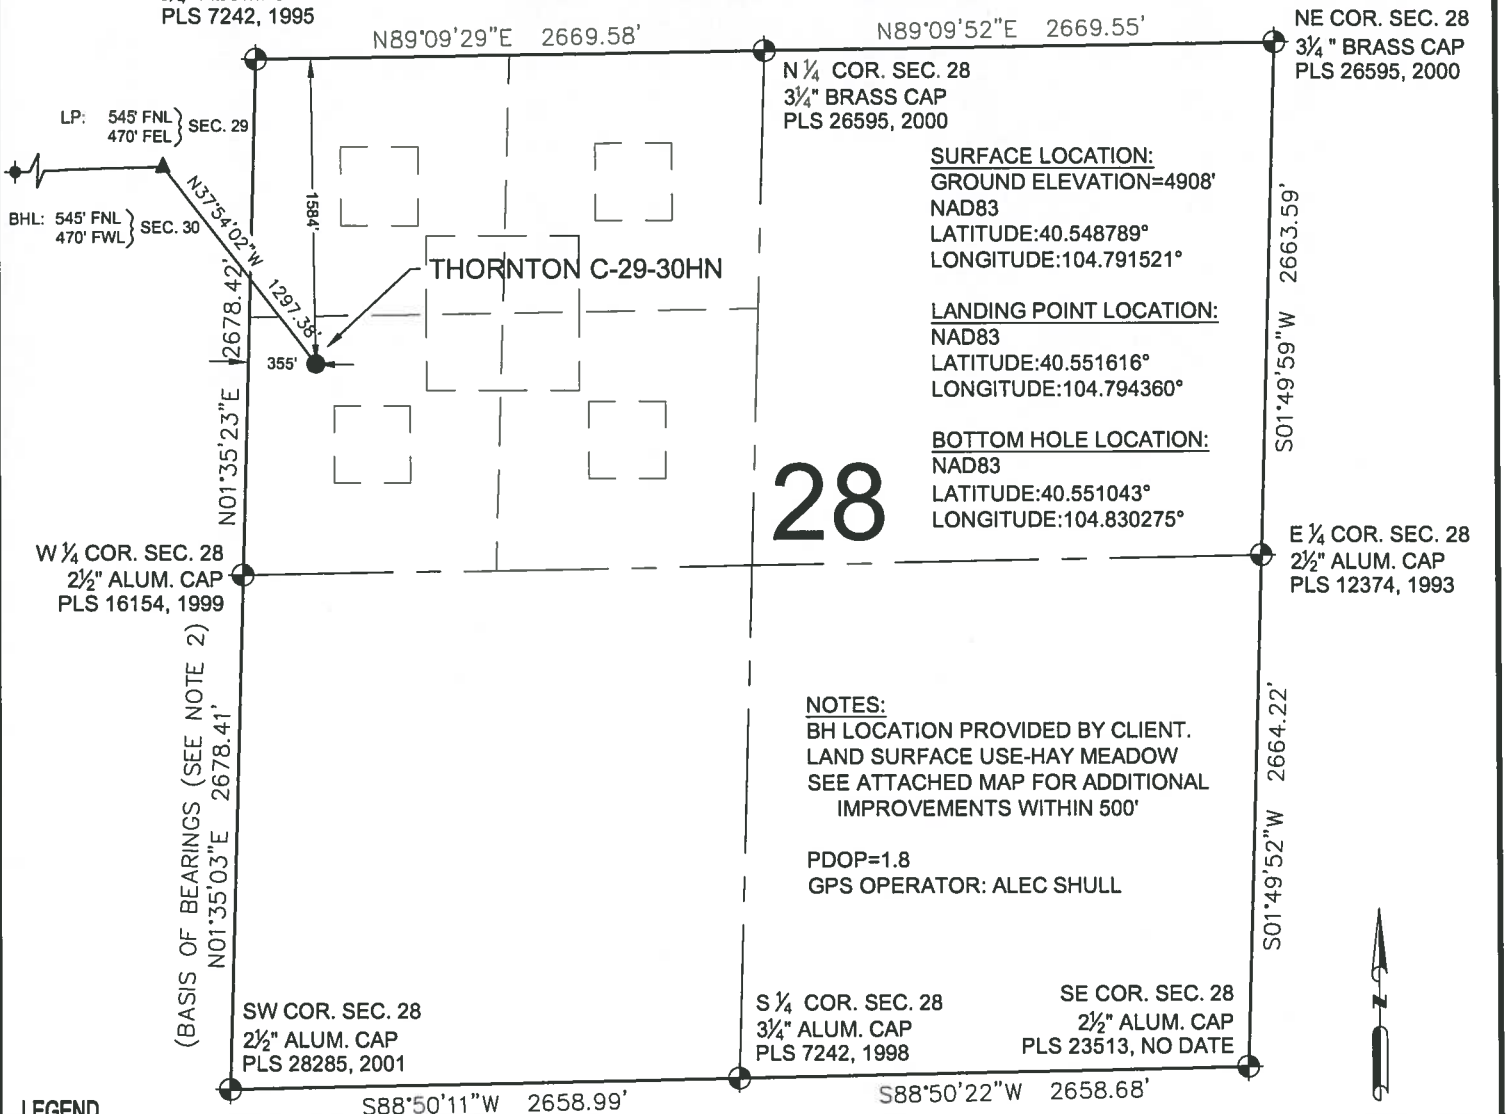 PLS 7242, 1995
N89°09'29"E 2669.58'
N89°09'52"E 2669.55'
NE COR. SEC. 28
3¼" BRASS CAP
PLS 26595, 2000
N ¼ COR. SEC. 28
3¼" BRASS CAP
PLS 26595, 2000
LP: 545' FNL
470' FEL
SEC. 29
BHL: 545' FNL
470' FWL
SEC. 30
N37°54'02"W
1297.38'
1584'
355'
THORNTON C-29-30HN
SURFACE LOCATION:
GROUND ELEVATION=4908'
NAD83
LATITUDE:40.548789°
LONGITUDE:104.791521°
LANDING POINT LOCATION:
NAD83
LATITUDE:40.551616°
LONGITUDE:104.794360°
BOTTOM HOLE LOCATION:
NAD83
LATITUDE:40.551043°
LONGITUDE:104.830275°
N01°35'23"E 2678.42'
S01°49'59"W 2663.59'
28
W ¼ COR. SEC. 28
2½" ALUM. CAP
PLS 16154, 1999
E ¼ COR. SEC. 28
2½" ALUM. CAP
PLS 12374, 1993
(BASIS OF BEARINGS (SEE NOTE 2)
N01°35'03"E 2678.41'
NOTES:
BH LOCATION PROVIDED BY CLIENT.
LAND SURFACE USE-HAY MEADOW
SEE ATTACHED MAP FOR ADDITIONAL
IMPROVEMENTS WITHIN 500'
PDOP=1.8
GPS OPERATOR: ALEC SHULL
S01°49'52"W 2664.22'
SW COR. SEC. 28
2½" ALUM. CAP
PLS 28285, 2001
S ¼ COR. SEC. 28
3¼" ALUM. CAP
PLS 7242, 1998
SE COR. SEC. 28
2½" ALUM. CAP
PLS 23513, NO DATE
N
LEGEND
S88°50'11"W 2658.99'
S88°50'22"W 2658.68'